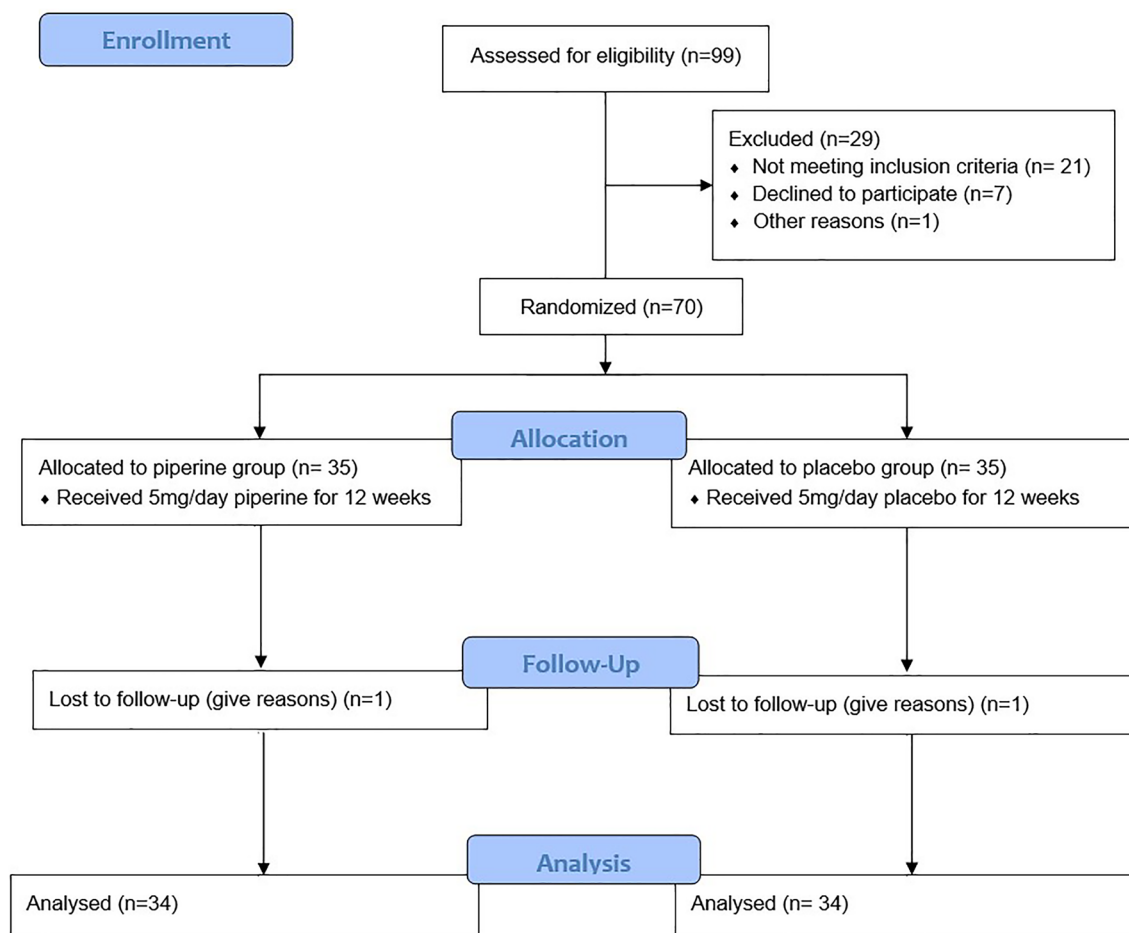 Enrollment
Assessed for eligibility (n=99)
Excluded (n=29)
♦ Not meeting inclusion criteria (n= 21)
♦ Declined to participate (n=7)
♦ Other reasons (n=1)
Randomized (n=70)
Allocation
Allocated to piperine group (n= 35)
♦ Received 5mg/day piperine for 12 weeks
Allocated to placebo group (n= 35)
♦ Received 5mg/day placebo for 12 weeks
Follow-Up
Lost to follow-up (give reasons) (n=1)
Lost to follow-up (give reasons) (n=1)
Analysis
Analysed (n=34)
Analysed (n= 34)